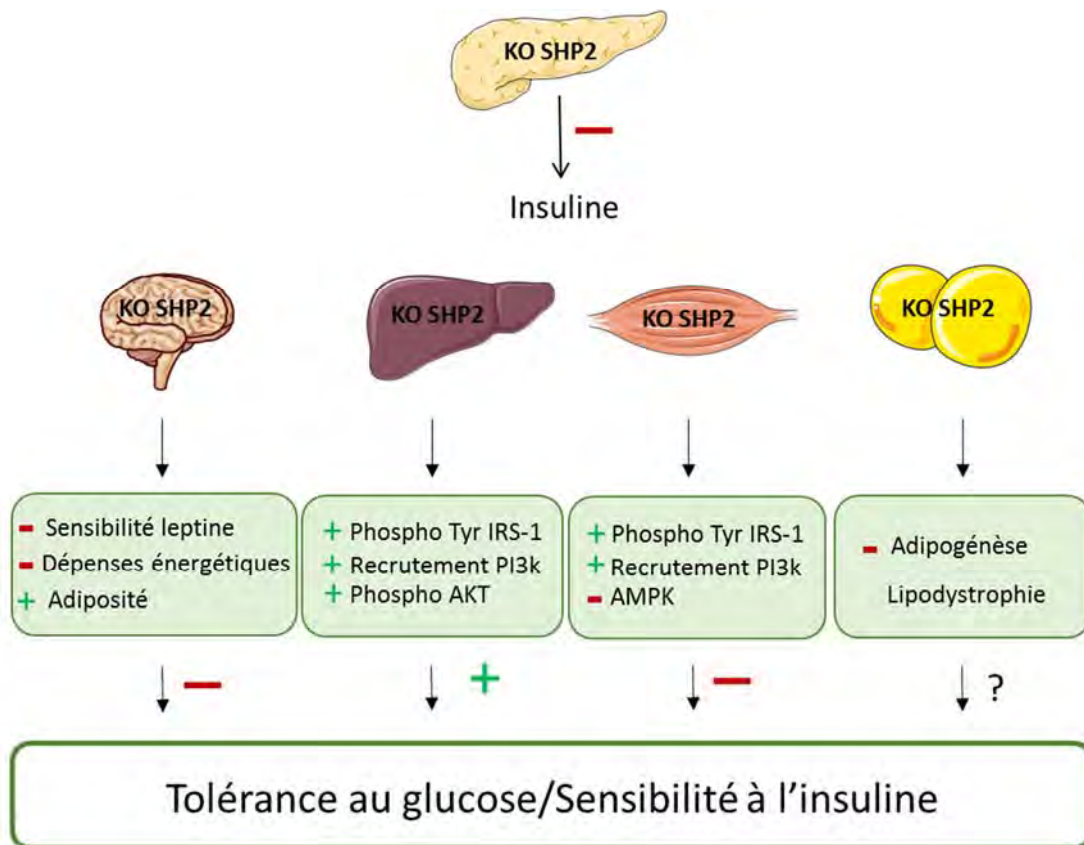 KO SHP2
Insuline
KO SHP2
KO SHP2
KO SHP2
KO SHP2
- Sensibilité leptine
- Dépenses énergétiques
+ Adiposité
+ Phospho Tyr IRS-1
+ Recrutement PI3k
+ Phospho AKT
+ Phospho Tyr IRS-1
+ Recrutement PI3k
- AMPK
- Adipogénèse
Lipodystrophie
-
-
+
-
?
Tolérance au glucose/Sensibilité à l'insuline